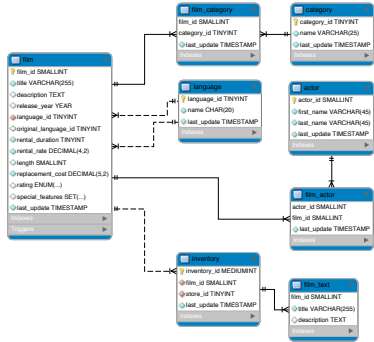 film
film_id SMALLINT
title VARCHAR(255)
description TEXT
release_year YEAR
language_id TINYINT
original_language_id TINYINT
rental_duration TINYINT
rental_rate DECIMAL(4,2)
length SMALLINT
replacement_cost DECIMAL(5,2)
rating ENUM(...)
special_features SET(...)
last_update TIMESTAMP
Indexes
Triggers
film_category
film_id SMALLINT
category_id TINYINT
last_update TIMESTAMP
Indexes
category
category_id TINYINT
name VARCHAR(25)
last_update TIMESTAMP
Indexes
language
language_id TINYINT
name CHAR(20)
last_update TIMESTAMP
Indexes
actor
actor_id SMALLINT
first_name VARCHAR(45)
last_name VARCHAR(45)
last_update TIMESTAMP
Indexes
film_actor
actor_id SMALLINT
film_id SMALLINT
last_update TIMESTAMP
Indexes
inventory
inventory_id MEDIUMINT
film_id SMALLINT
store_id TINYINT
last_update TIMESTAMP
Indexes
film_text
film_id SMALLINT
title VARCHAR(255)
description TEXT
Indexes